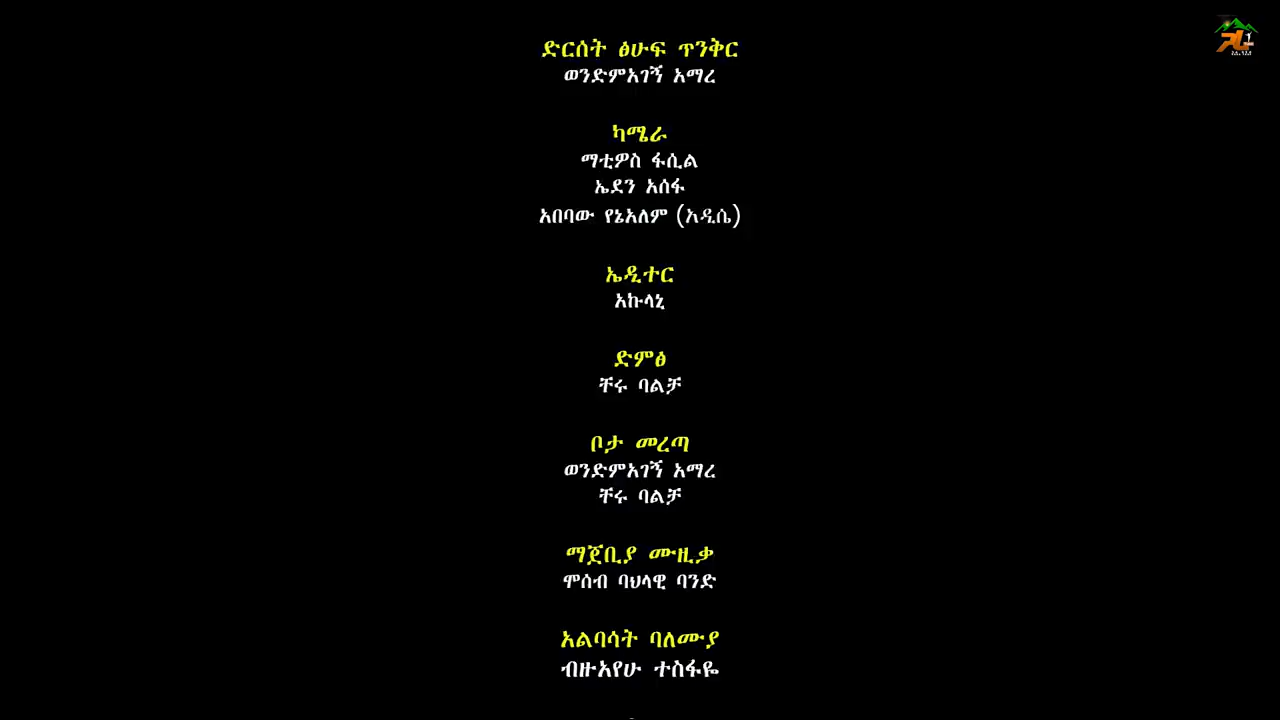 ድርሰት ፅሁፍ ጥንቅር
ወንድምአገኝ አማረ
ካሜራ
ማቲዎስ ፋሲል
ኤደን አሰፋ
አበባው የኔአለም (አዲሴ)
ኤዲተር
አኩላኒ
ድምፅ
ቸሩ ባልቻ
ቦታ መረጣ
ወንድምአገኝ አማረ
ቸሩ ባልቻ
ማጀቢያ ሙዚቃ
ሞሰብ ባህላዊ ባንድ
አልባሳት ባለሙያ
ብዙአየሁ ተስፋዬ